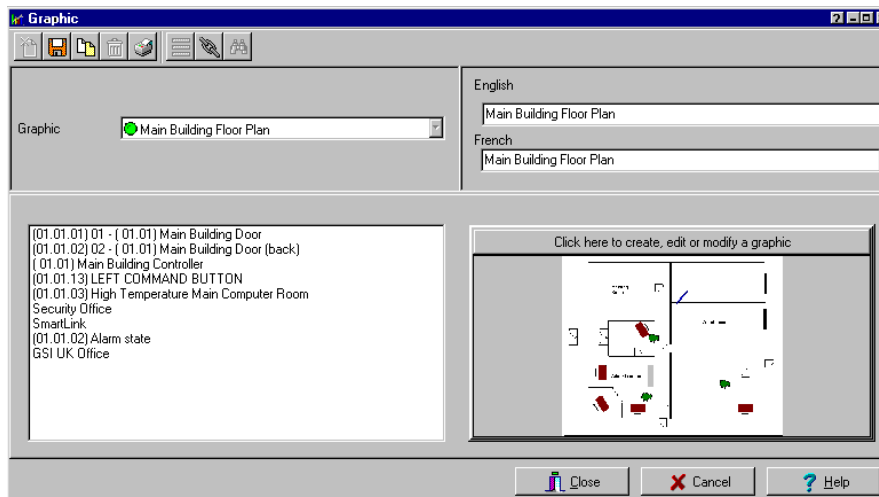 Graphic
English
Graphic
Main Building Floor Plan
Main Building Floor Plan
French
Main Building Floor Plan
(01.01.01) 01 - ( 01.01) Main Building Door
(01.01.02) 02 - ( 01.01) Main Building Door (back)
( 01.01) Main Building Controller
(01.01.13) LEFT COMMAND BUTTON
(01.01.03) High Temperature Main Computer Room
Security Office
SmartLink
(01.01.02) Alarm state
GSI UK Office
Click here to create, edit or modify a graphic
Close
Cancel
Help